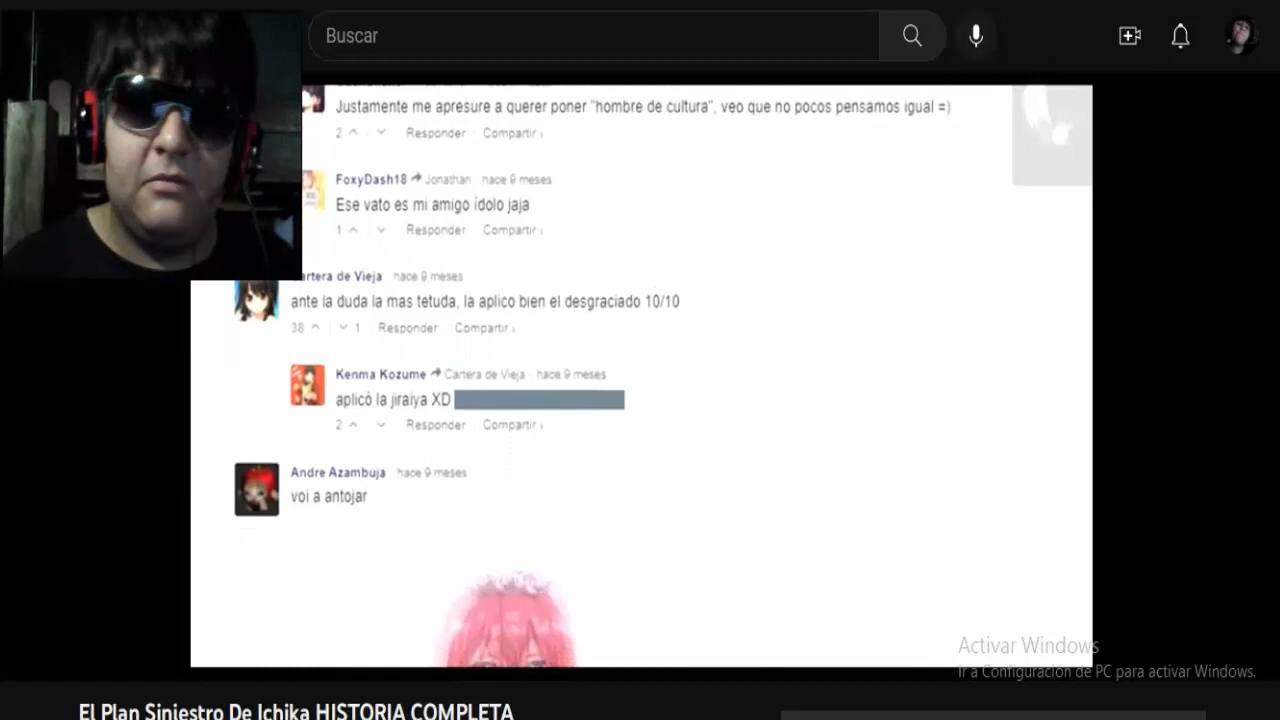 Buscar
Justamente me apresure a querer poner "hombre de cultura", veo que no pocos pensamos igual =)
2 Responder Compartir
FoxyDash18 Jonathan hace 9 meses
Ese vato es mi amigo ídolo jaja
1 Responder Compartir
artera de Vieja hace 9 meses
ante la duda la mas tetuda, la aplico bien el desgraciado 10/10
38 1 Responder Compartir
Kenma Kozume Cartera de Vieja · hace 9 meses
aplicó la jiraiya XD
2 Responder Compartir
Andre Azambuja hace 9 meses
voi a antojar
Activar Windows
Ir a Configuración de PC para activar Windows.
El Plan Siniestro De Ichika HISTORIA COMPLETA